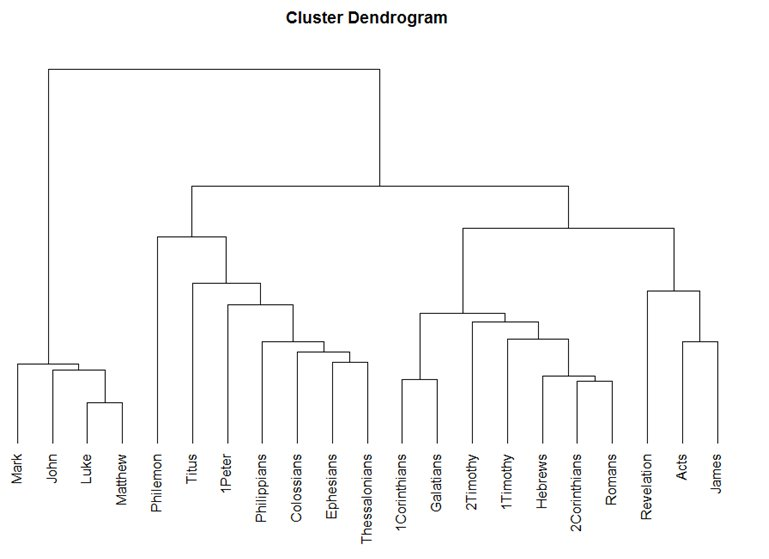 Cluster Dendrogram
Mark
John
Luke
Matthew
Philemon
Titus
1Peter
Philippians
Colossians
Ephesians
Thessalonians
1Corinthians
Galatians
2Timothy
1Timothy
Hebrews
2Corinthians
Romans
Revelation
Acts
James